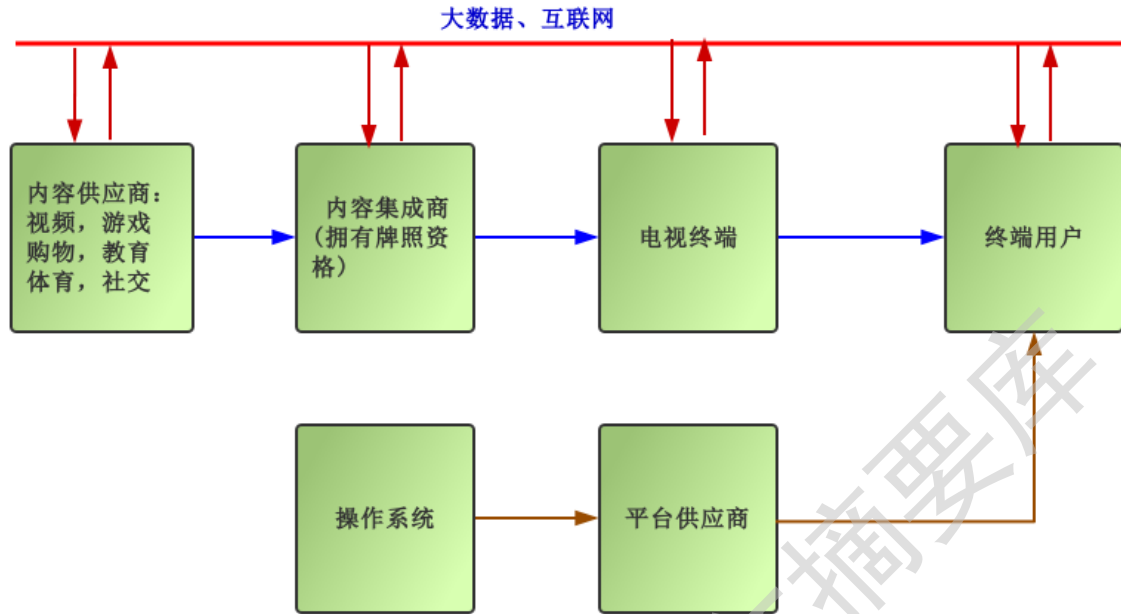 大数据、互联网
内容供应商：
视频，游戏
购物，教育
体育，社交
内容集成商
（拥有牌照资
格）
电视终端
终端用户
操作系统
平台供应商
摘要库